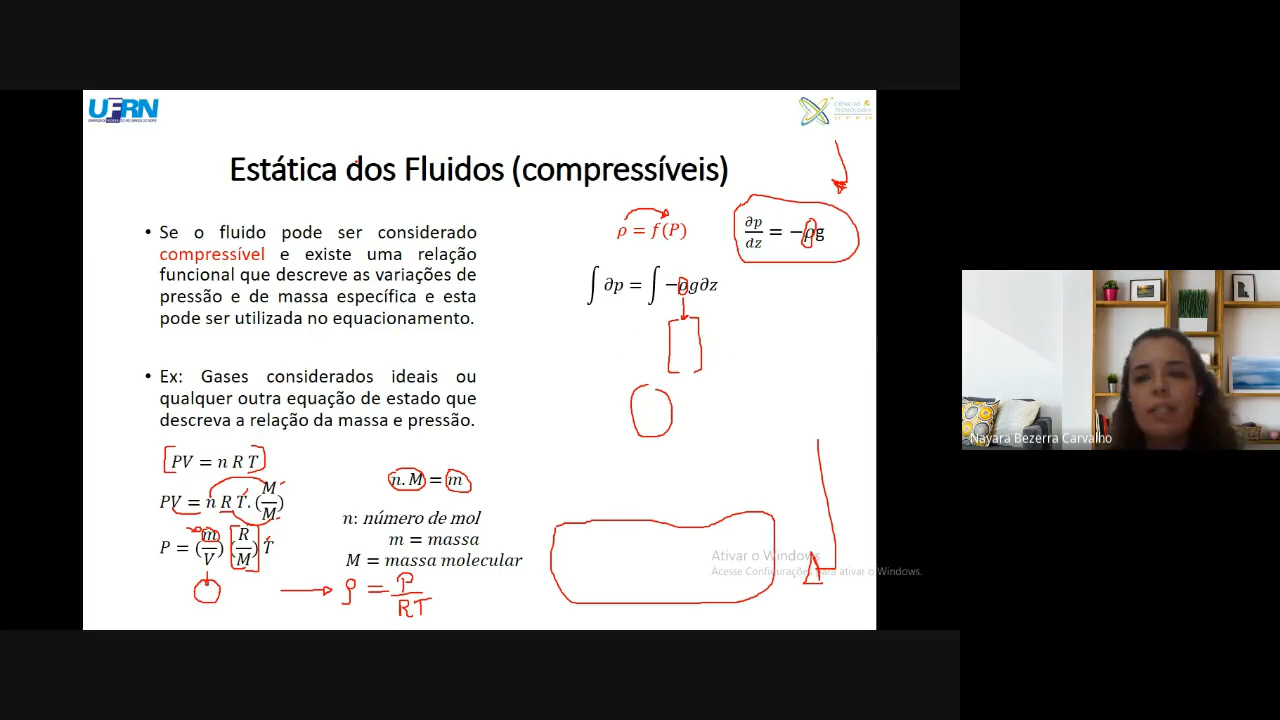 UFRN
CIÊNCIAS &
TECNOLOGIA
UFRN
Estática dos Fluidos (compressíveis)
• Se o fluido pode ser considerado
compressível e existe uma relação
funcional que descreve as variações de
pressão e de massa específica e esta
pode ser utilizada no equacionamento.
• Ex: Gases considerados ideais ou
qualquer outra equação de estado que
descreva a relação da massa e pressão.
PV = n R T
PV = n R T. (M/M)
P = (m/V) (R/M) T
n.M = m
n: número de mol
m = massa
M = massa molecular
ρ = P/RT
ρ = f(P)
∂p/dz = −ρg
∫ ∂p = ∫ −ρg∂z
Ativar o Windows
Acesse Configurações para ativar o Windows.
Nayara Bezerra Carvalho